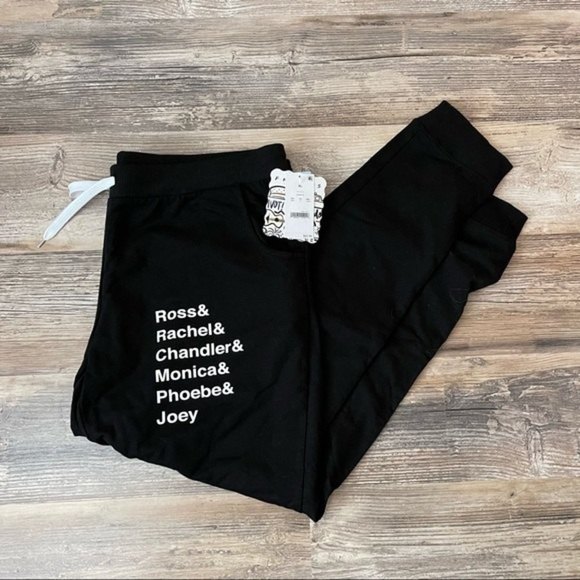 Ross&
Rachel&
Chandler&
Monica&
Phoebe&
Joey